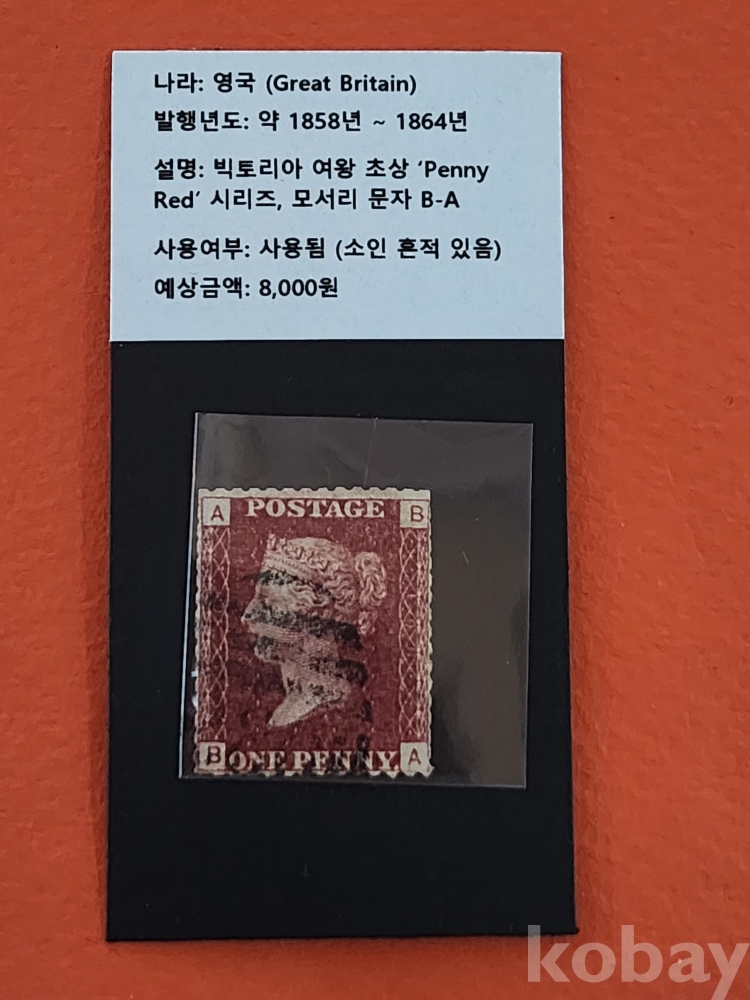 나라: 영국 (Great Britain)
발행년도: 약 1858년 ~ 1864년
설명: 빅토리아 여왕 초상 ‘Penny
Red’ 시리즈, 모서리 문자 B-A
사용여부: 사용됨 (소인 흔적 있음)
예상금액: 8,000원
A POSTAGE B
B ONE PENNY. A
kobay